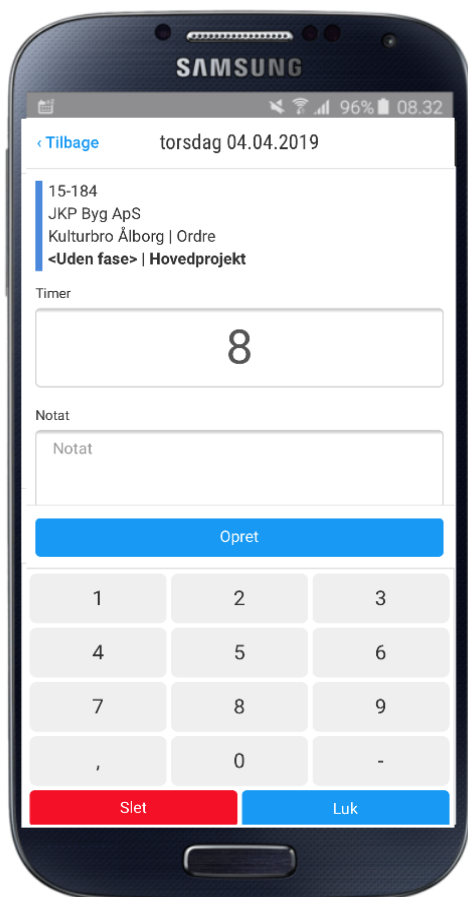 SAMSUNG
96% 08.32
‹ Tilbage torsdag 04.04.2019
15-184
JKP Byg ApS
Kulturbro Ålborg | Ordre
<Uden fase> | Hovedprojekt
Timer
8
Notat
Notat
Opret
1 2 3
4 5 6
7 8 9
, 0 -
Slet Luk